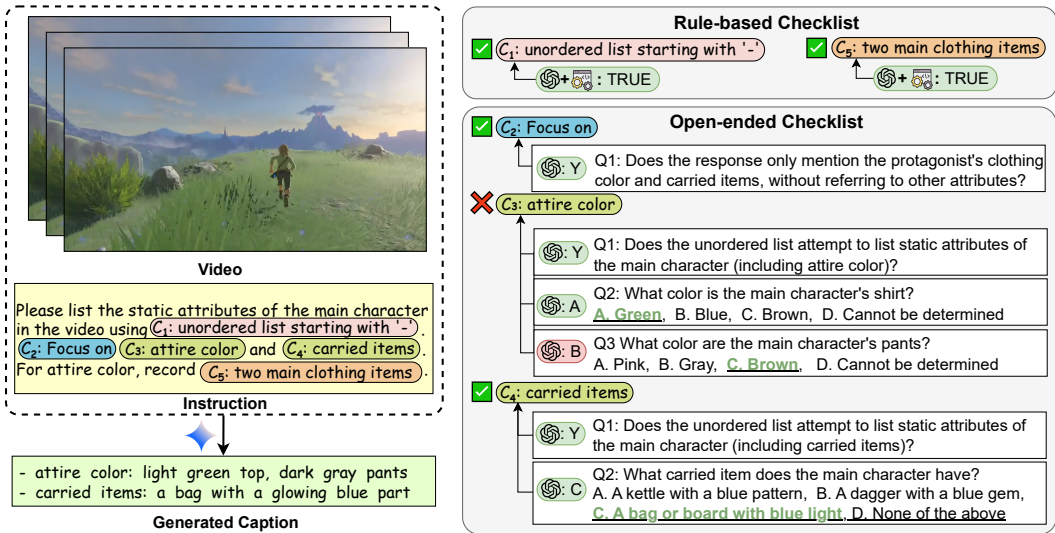 Video
Please list the static attributes of the main character
in the video using C1: unordered list starting with '-'.
C2: Focus on C3: attire color and C4: carried items.
For attire color, record C5: two main clothing items.
Instruction
- attire color: light green top, dark gray pants
- carried items: a bag with a glowing blue part
Generated Caption
Rule-based Checklist
C1: unordered list starting with '-'
+ : TRUE
C5: two main clothing items
+ : TRUE
Open-ended Checklist
C2: Focus on
: Y
Q1: Does the response only mention the protagonist's clothing
color and carried items, without referring to other attributes?
C3: attire color
: Y
Q1: Does the unordered list attempt to list static attributes of
the main character (including attire color)?
: A
Q2: What color is the main character's shirt?
A. Green, B. Blue, C. Brown, D. Cannot be determined
: B
Q3 What color are the main character's pants?
A. Pink, B. Gray, C. Brown, D. Cannot be determined
C4: carried items
: Y
Q1: Does the unordered list attempt to list static attributes of
the main character (including carried items)?
: C
Q2: What carried item does the main character have?
A. A kettle with a blue pattern, B. A dagger with a blue gem,
C. A bag or board with blue light, D. None of the above